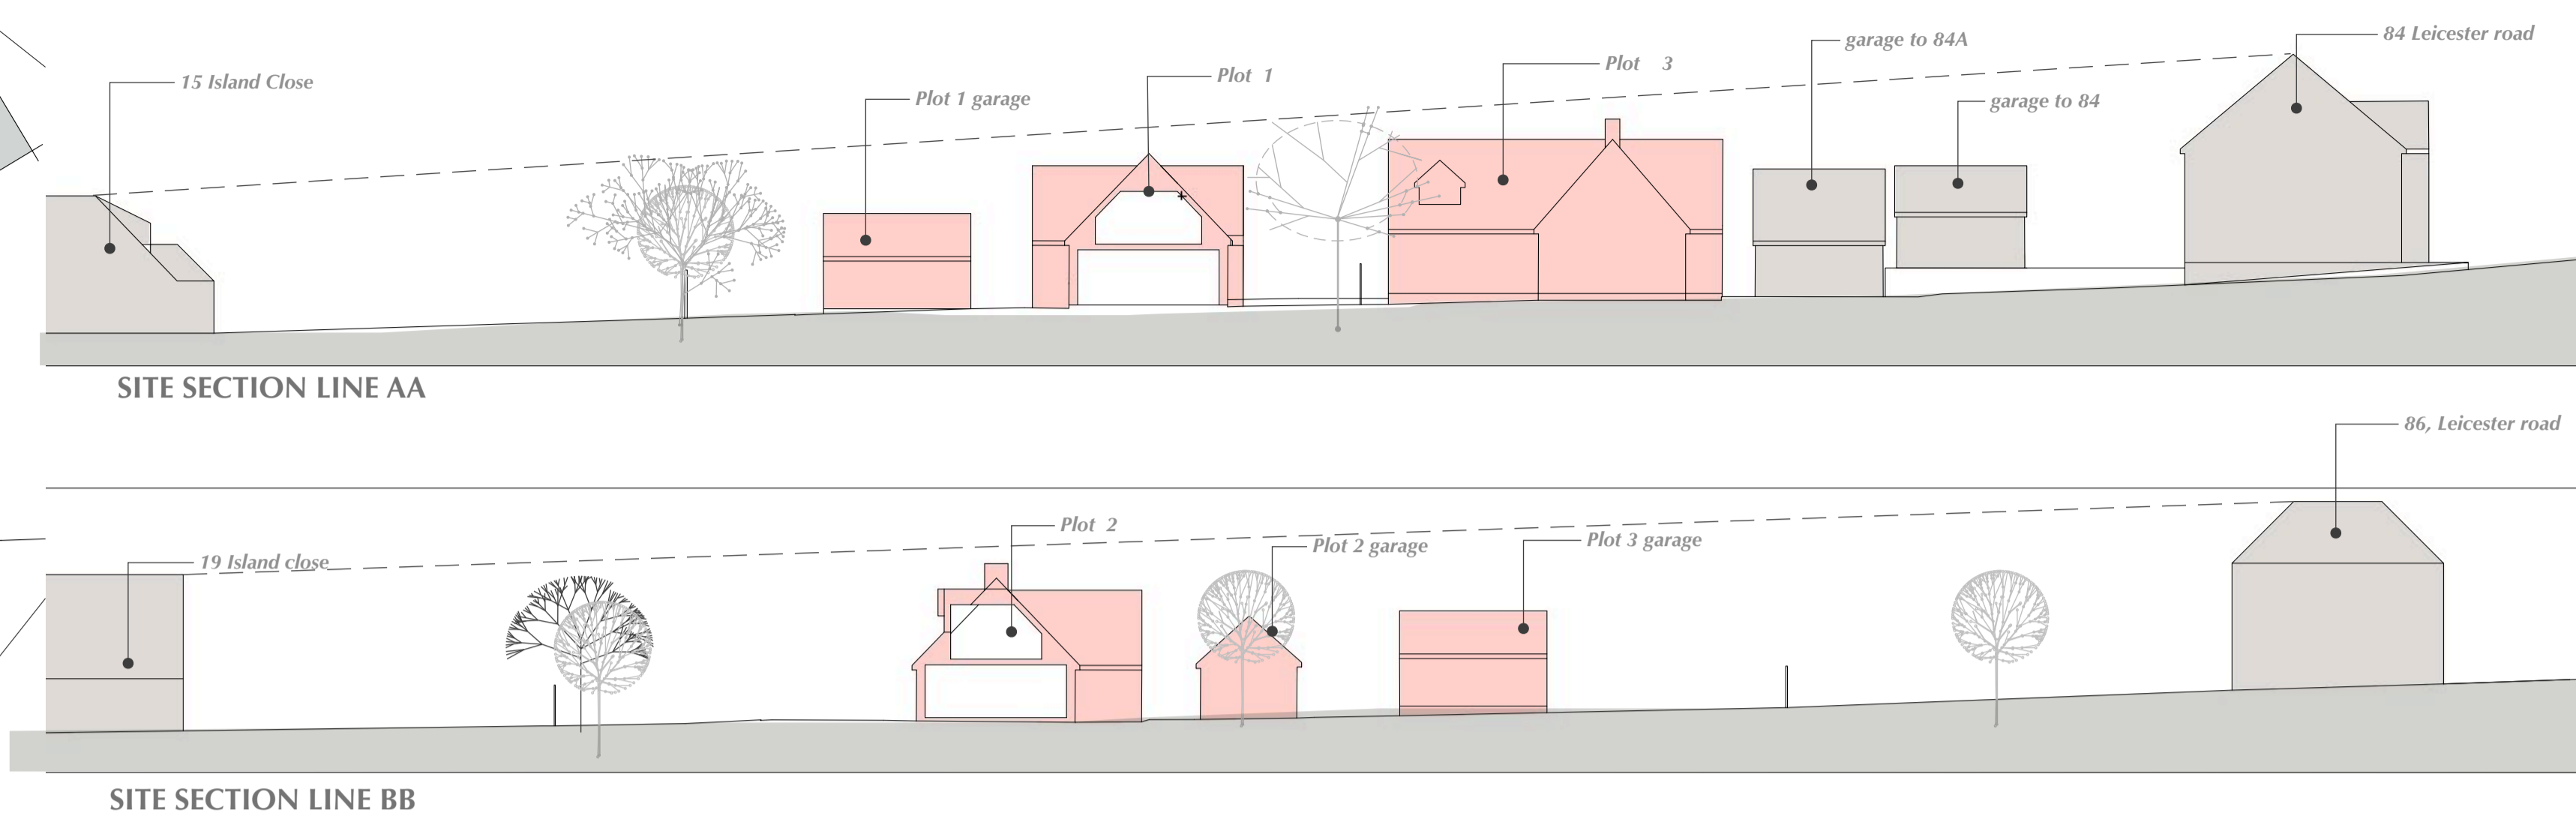 84 Leicester road
garage to 84A
Plot 3
Plot 1
15 Island Close
Plot 1 garage
garage to 84
SITE SECTION LINE AA
86, Leicester road
Plot 2
Plot 2 garage
Plot 3 garage
19 Island close
SITE SECTION LINE BB